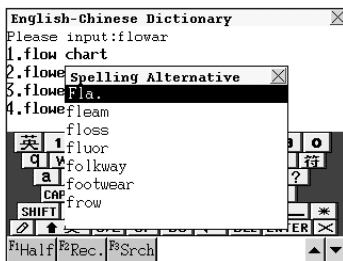 English-Chinese Dictionary
Please input:flowar
1.flow chart
2.flowe
3.flowe
4.flowe
Spelling Alternative
Fla.
fleam
floss
fluor
folkway
footwear
frow
英 1 o
q w 符
a ?
CAP
SHIFT *
F1Half F2Rec. F3Srch